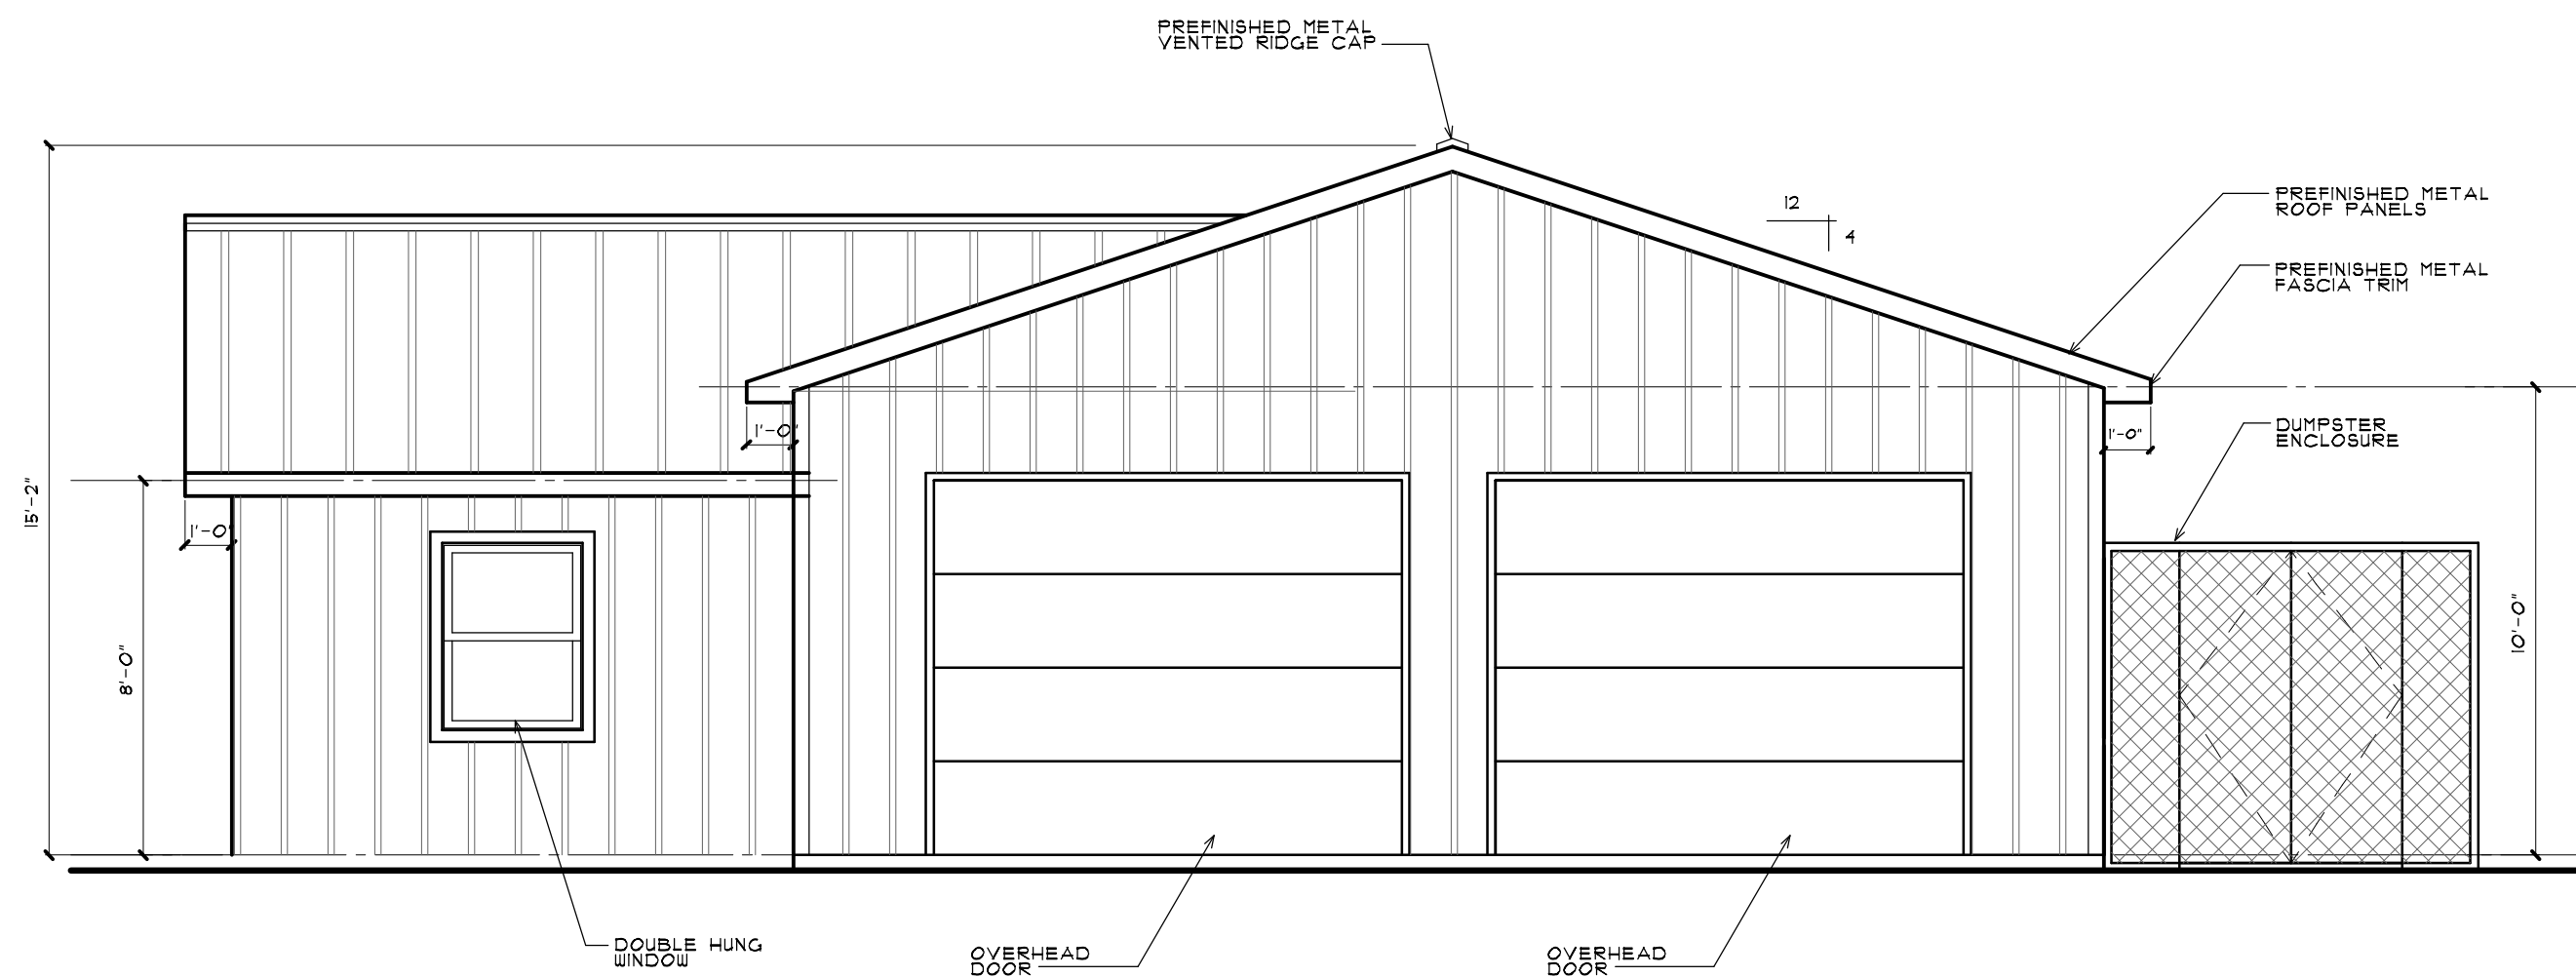 PREFINISHED METAL
VENTED RIDGE CAP
12
4
PREFINISHED METAL
ROOF PANELS
PREFINISHED METAL
FASCIA TRIM
1'-0"
1'-0"
DUMPSTER
ENCLOSURE
15'-2"
1'-0"
8'-0"
10'-0"
DOUBLE HUNG
WINDOW
OVERHEAD
DOOR
OVERHEAD
DOOR